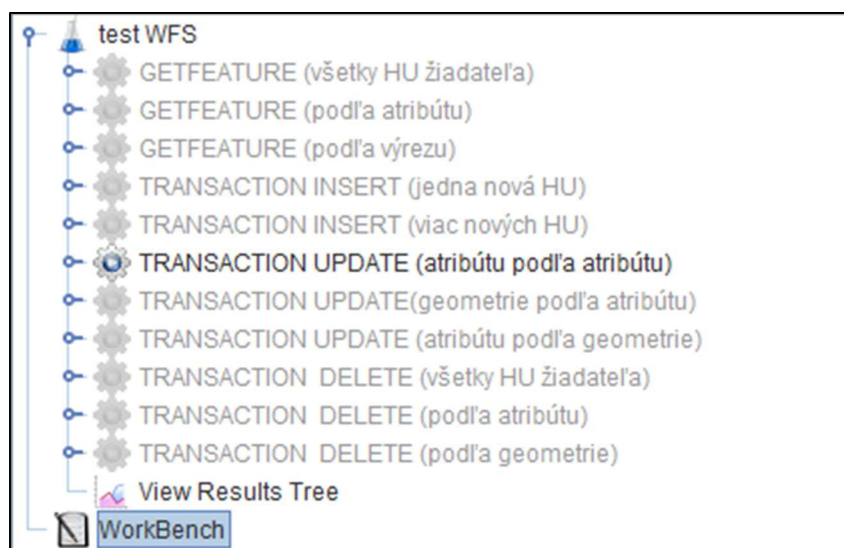 test WFS
GETFEATURE (všetky HU žiadateľa)
GETFEATURE (podľa atribútu)
GETFEATURE (podľa výrezu)
TRANSACTION INSERT (jedna nová HU)
TRANSACTION INSERT (viac nových HU)
TRANSACTION UPDATE (atribútu podľa atribútu)
TRANSACTION UPDATE(geometrie podľa atribútu)
TRANSACTION UPDATE (atribútu podľa geometrie)
TRANSACTION  DELETE (všetky HU žiadateľa)
TRANSACTION  DELETE (podľa atribútu)
TRANSACTION  DELETE (podľa geometrie)
View Results Tree
WorkBench